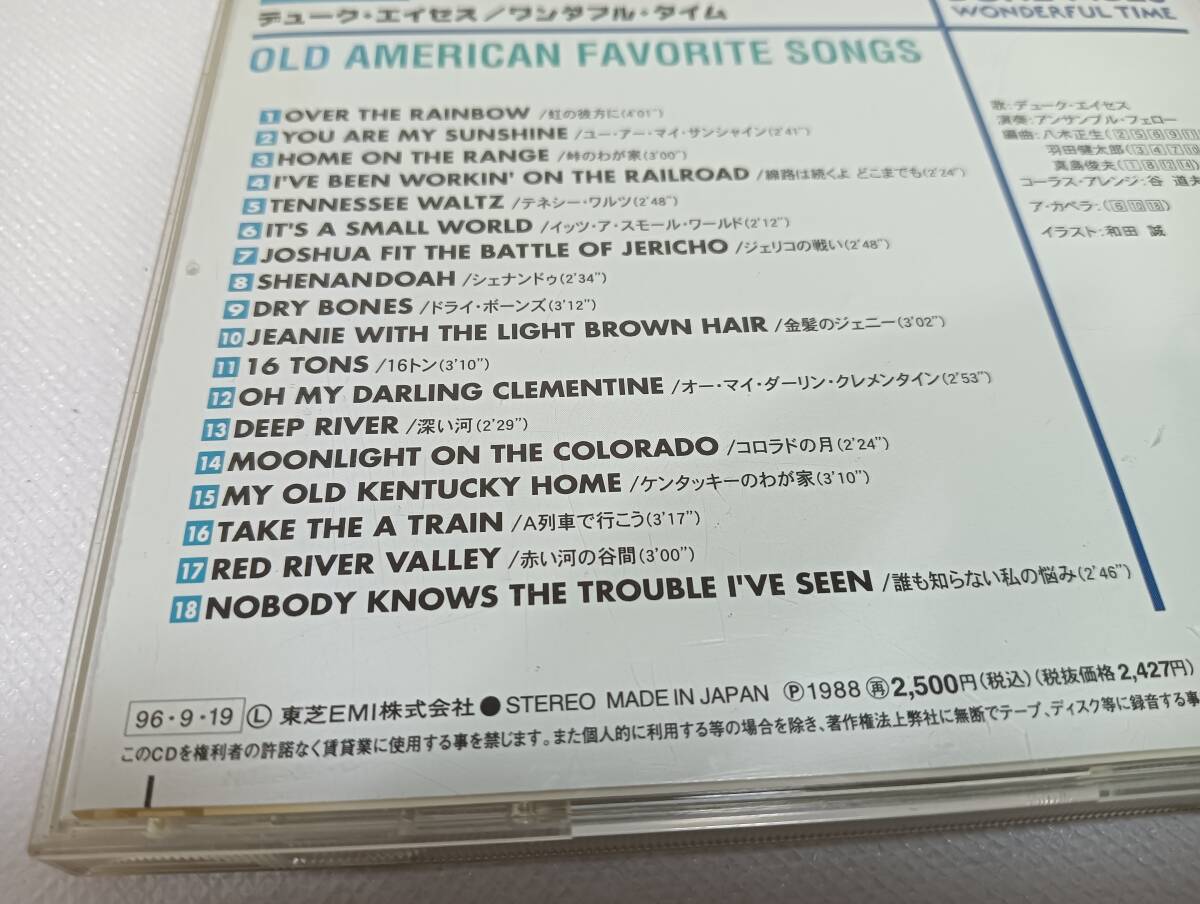 デューク・エイセス/ワンダフル・タイム
WONDERFUL TIME
OLD AMERICAN FAVORITE SONGS
1 OVER THE RAINBOW /虹の彼方に(4'01")
2 YOU ARE MY SUNSHINE /ユー・アー・マイ・サンシャイン(2'41")
3 HOME ON THE RANGE /峠のわが家(3'00")
4 I'VE BEEN WORKIN' ON THE RAILROAD /線路は続くよ どこまでも(2'24")
5 TENNESSEE WALTZ /テネシー・ワルツ(2'48")
6 IT'S A SMALL WORLD /イッツ・ア・スモール・ワールド(2'12")
7 JOSHUA FIT THE BATTLE OF JERICHO /ジェリコの戦い(2'48")
8 SHENANDOAH /シェナンドゥ(2'34")
9 DRY BONES /ドライ・ボーンズ(3'12")
10 JEANIE WITH THE LIGHT BROWN HAIR /金髪のジェニー(3'02")
11 16 TONS /16トン(3'10")
12 OH MY DARLING CLEMENTINE /オー・マイ・ダーリン・クレメンタイン(2'53")
13 DEEP RIVER /深い河(2'29")
14 MOONLIGHT ON THE COLORADO /コロラドの月(2'24")
15 MY OLD KENTUCKY HOME /ケンタッキーのわが家(3'10")
16 TAKE THE A TRAIN /A列車で行こう(3'17")
17 RED RIVER VALLEY /赤い河の谷間(3'00")
18 NOBODY KNOWS THE TROUBLE I'VE SEEN /誰も知らない私の悩み(2'46")
歌:デューク・エイセス
演奏:アンサンブル・フェロー
編曲:八木正生
羽田健太郎
真島俊夫
コーラス・アレンジ:谷 道夫
ア・カペラ:
イラスト:和田 誠
96・9・19 Ⓛ 東芝EMI株式会社 ● STEREO MADE IN JAPAN Ⓟ1988 ㊢2,500円(税込)(税抜価格2,427円)
このCDを権利者の許諾なく賃貸業に使用する事を禁じます。また個人的に利用する等の場合を除き、著作権法上弊社に無断でテープ、ディスク等に録音する事